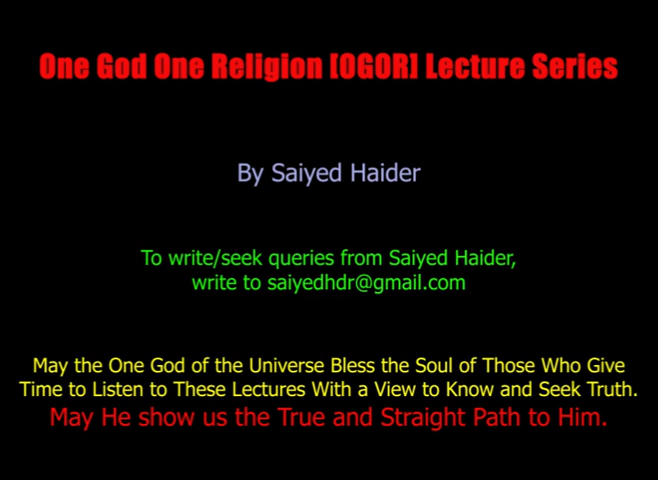 One God One Religion [OGOR] Lecture Series
By Saiyed Haider
To write/seek queries from Saiyed Haider,
write to saiyedhdr@gmail.com
May the One God of the Universe Bless the Soul of Those Who Give
Time to Listen to These Lectures With a View to Know and Seek Truth.
May He show us the True and Straight Path to Him.